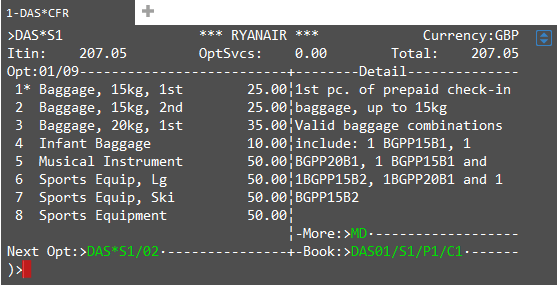 1-DAS*CFR
>DAS*S1 *** RYANAIR *** Currency:GBP
Itin: 207.05 OptSvcs: 0.00 Total: 207.05
Opt:01/09----------------------------+-------Detail--------------
1* Baggage, 15kg, 1st 25.00¦1st pc. of prepaid check-in
2 Baggage, 15kg, 2nd 25.00¦baggage, up to 15kg
3 Baggage, 20kg, 1st 35.00¦Valid baggage combinations
4 Infant Baggage 10.00¦include: 1 BGPP15B1, 1
5 Musical Instrument 50.00¦BGPP20B1, 1 BGPP15B1 and
6 Sports Equip, Lg 50.00¦1BGPP15B2, 1BGPP20B1 and 1
7 Sports Equip, Ski 50.00¦BGPP15B2
8 Sports Equipment 50.00¦
¦-More:>MD·-------------------
Next Opt:>DAS*S1/02·----------------+-Book:>DAS01/S1/P1/C1·-------
)>